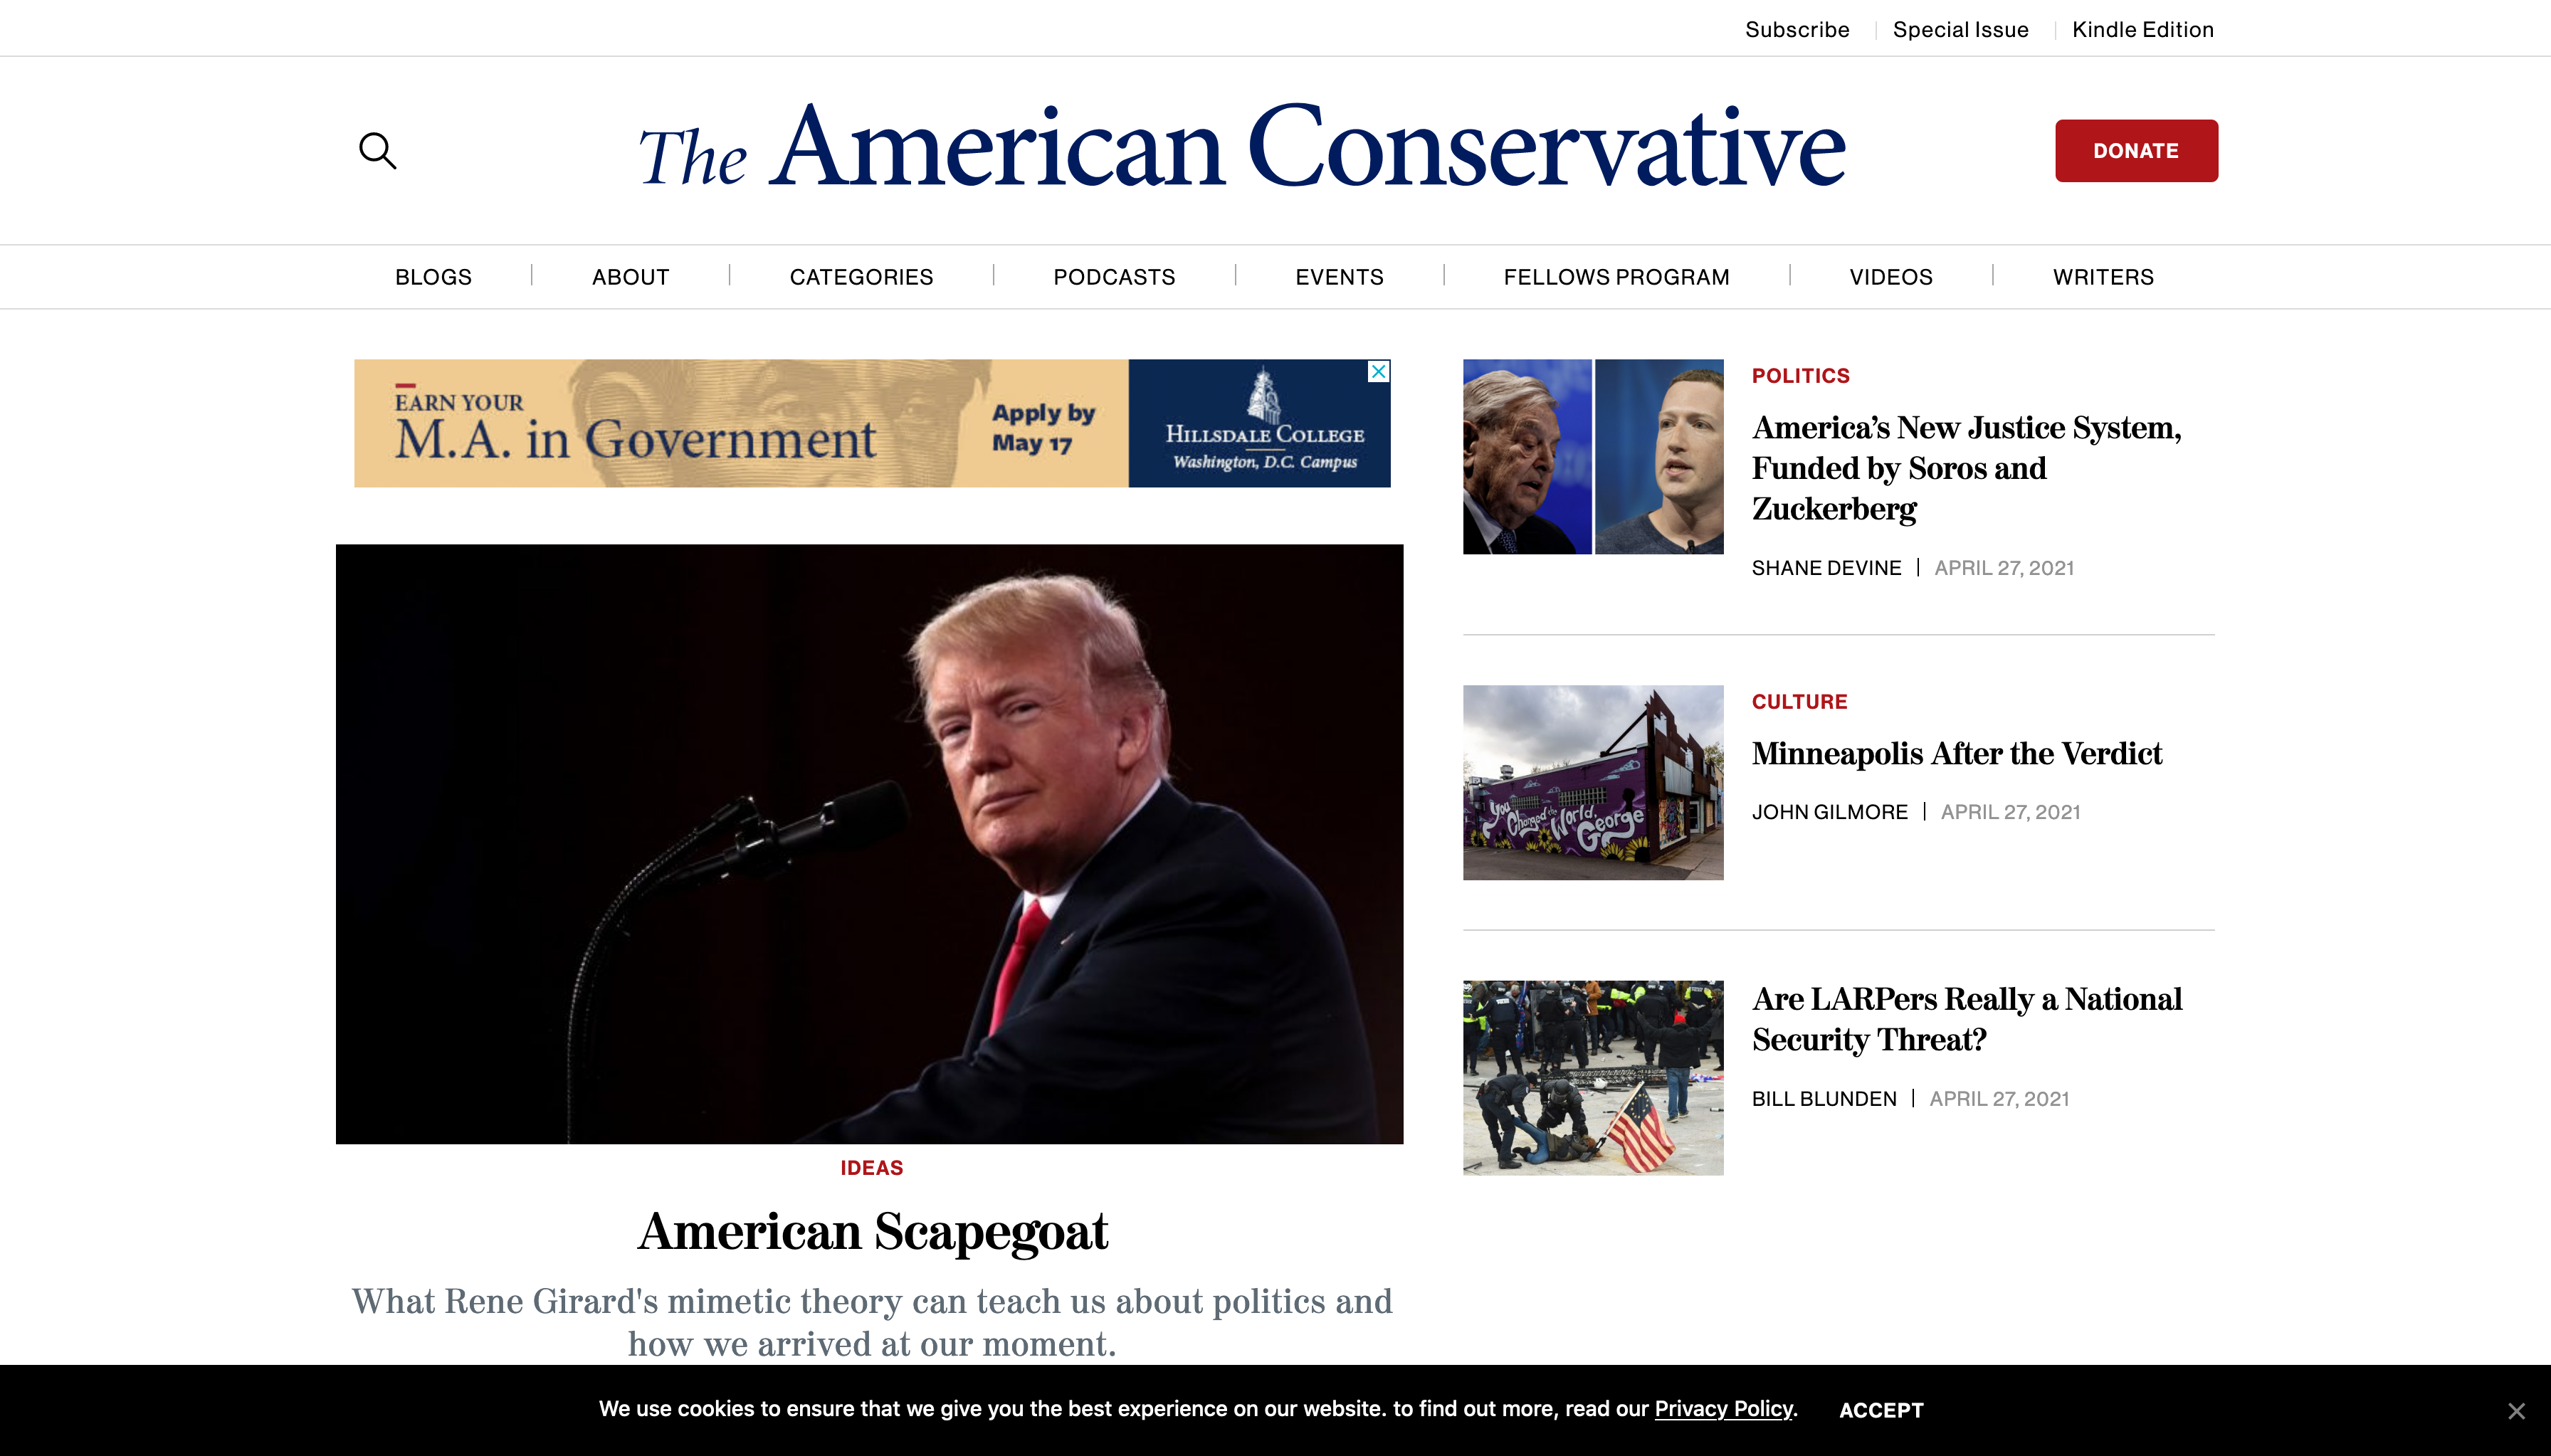 Subscribe
Special Issue
Kindle Edition
The American Conservative
DONATE
BLOGS
ABOUT
CATEGORIES
PODCASTS
EVENTS
FELLOWS PROGRAM
VIDEOS
WRITERS
EARN YOUR
M.A. in Government
Apply by
May 17
HILLSDALE COLLEGE
Washington, D.C. Campus
IDEAS
American Scapegoat
What Rene Girard's mimetic theory can teach us about politics and
how we arrived at our moment.
POLITICS
America’s New Justice System,
Funded by Soros and
Zuckerberg
SHANE DEVINE | APRIL 27, 2021
You Changed the World, George
CULTURE
Minneapolis After the Verdict
JOHN GILMORE | APRIL 27, 2021
Are LARPers Really a National
Security Threat?
BILL BLUNDEN | APRIL 27, 2021
We use cookies to ensure that we give you the best experience on our website. to find out more, read our Privacy Policy.
ACCEPT